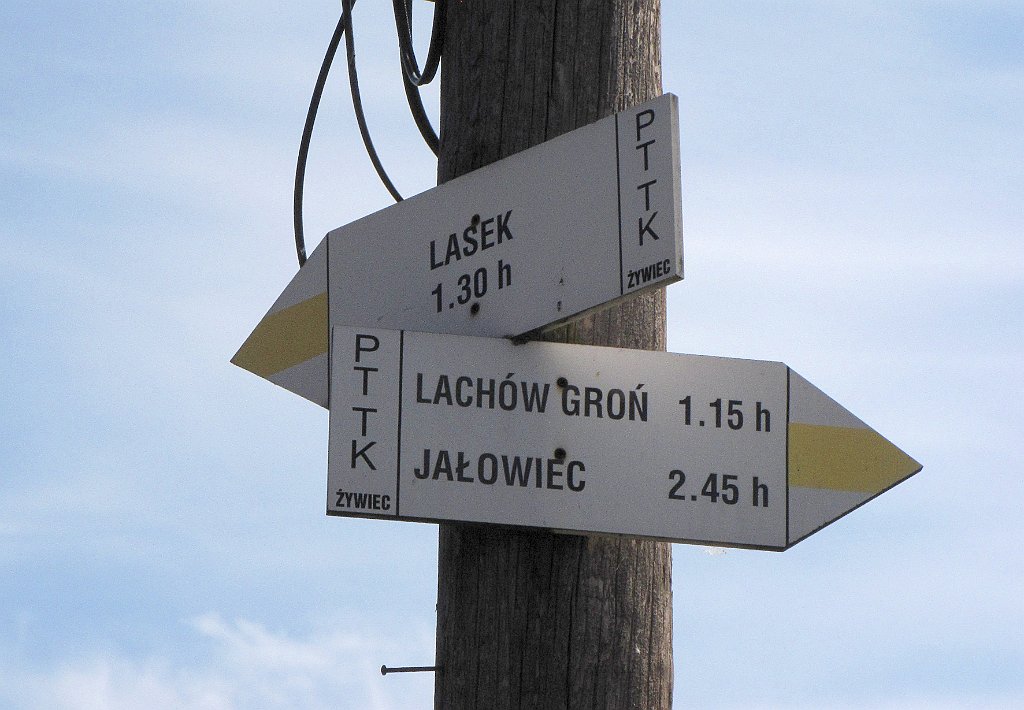 LASEK
1.30 h
PTTK
ŻYWIEC
PTTK
ŻYWIEC
LACHÓW GROŃ 1.15 h
JAŁOWIEC 2.45 h